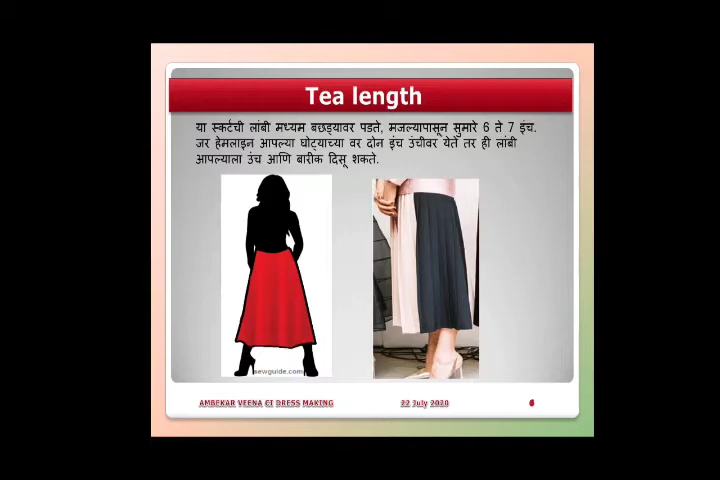 Tea length
या स्कर्टची लांबी मध्यम बछड्यावर पडते, मजल्यापासून सुमारे 6 ते 7 इंच.
जर हेमलाइन आपल्या घोट्याच्या वर दोन इंच उंचीवर येते तर ही लांबी
आपल्याला उंच आणि बारीक दिसू शकते.
sewguide.com
AMBEKAR VEENA CI DRESS MAKING 22 July 2020 6